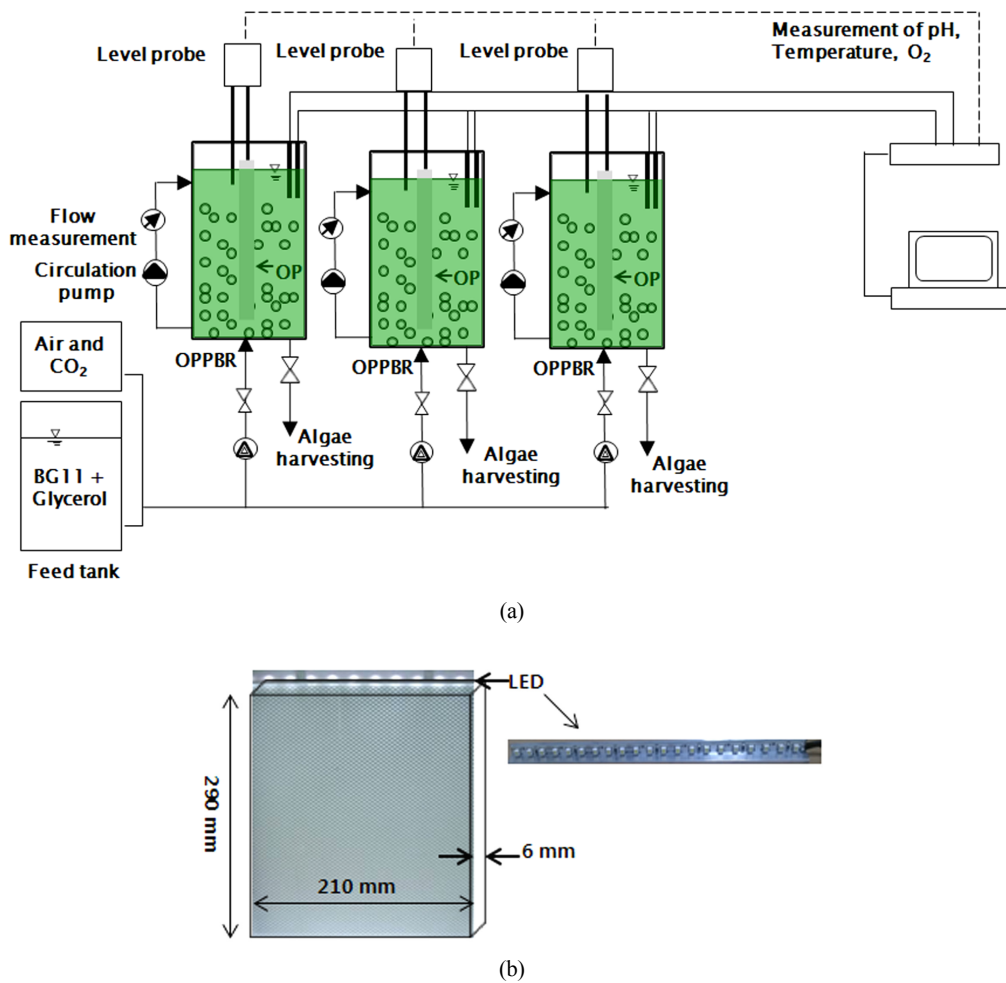 Level probe
Level probe
Level probe
Measurement of pH,
Temperature, O2
Flow
measurement
Circulation
pump
OP
OP
OP
Air and
CO2
OPPBR
OPPBR
OPPBR
Algae
harvesting
Algae
harvesting
Algae
harvesting
BG11 +
Glycerol
Feed tank
(a)
LED
290 mm
6 mm
210 mm
(b)